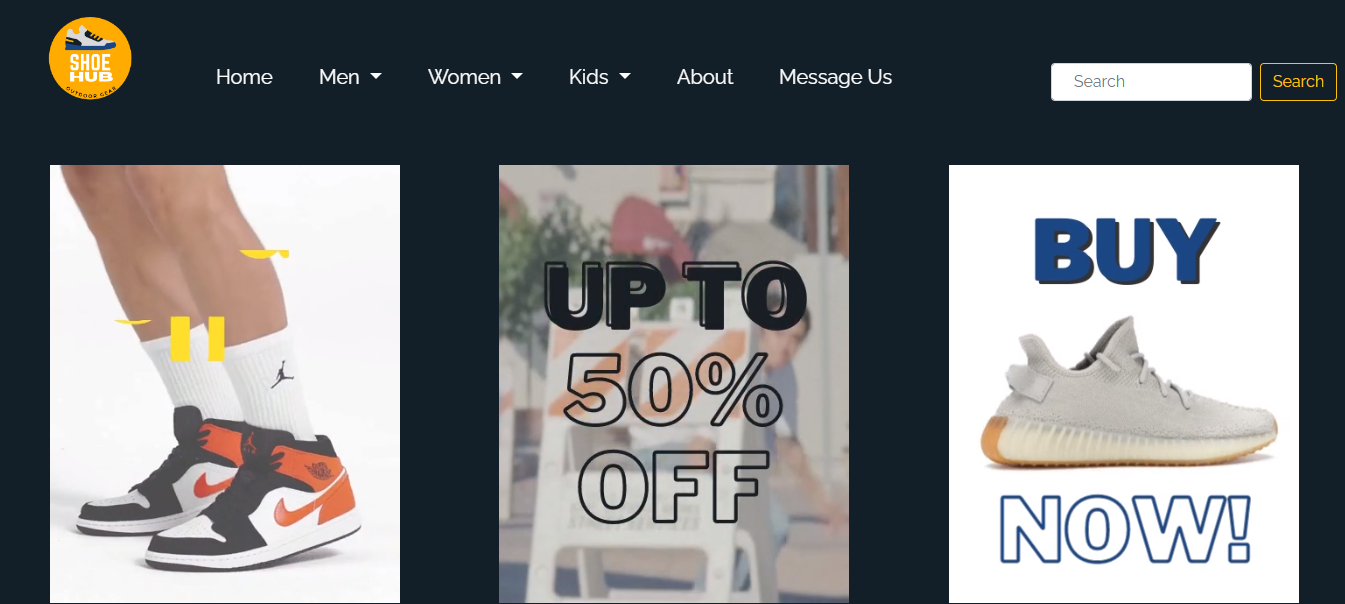 SHOE
HUB
OUTDOOR GEAR
Home
Men
Women
Kids
About
Message Us
Search
Search
UP TO
50%
OFF
BUY
NOW!